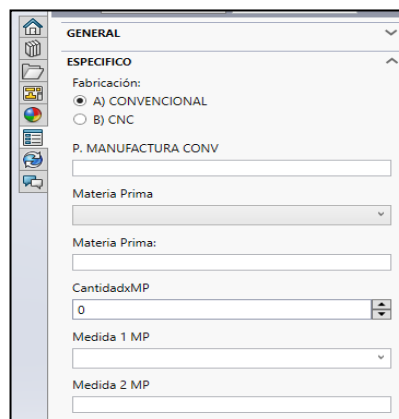 GENERAL
ESPECIFICO
Fabricación:
A) CONVENCIONAL
B) CNC
P. MANUFACTURA CONV
Materia Prima
Materia Prima:
CantidadxMP
0
Medida 1 MP
Medida 2 MP